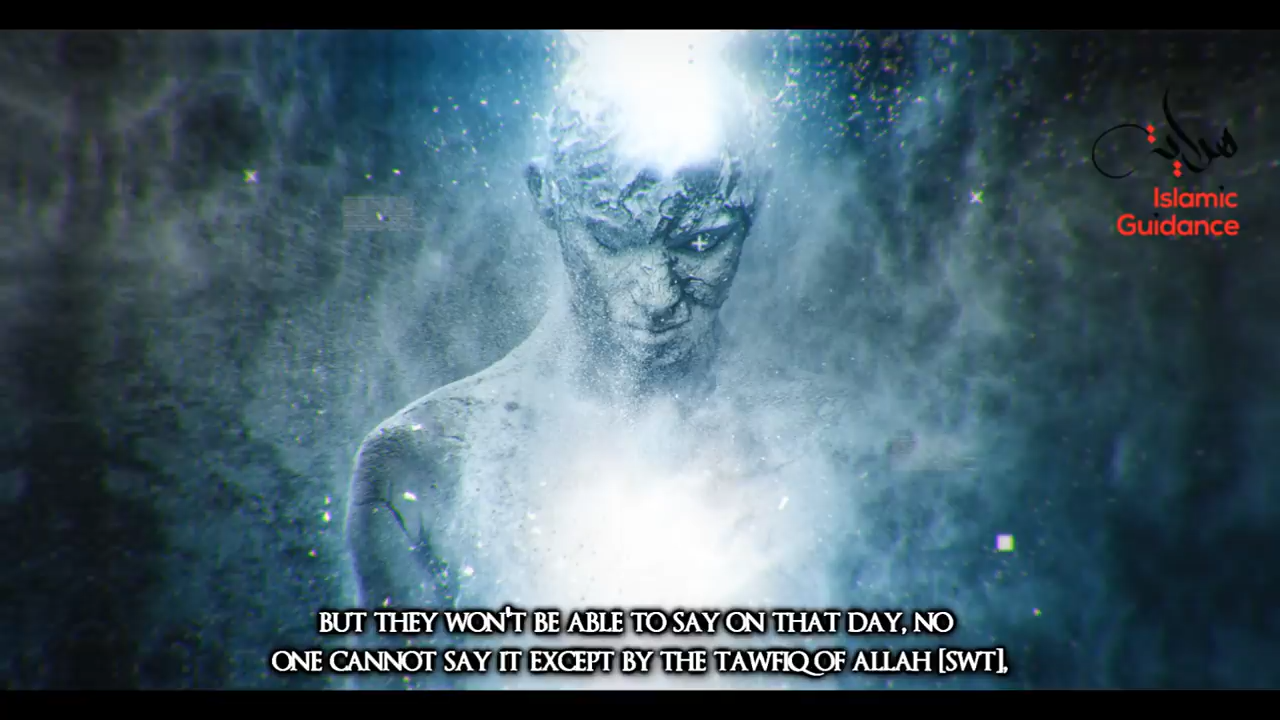 هداية
Islamic
Guidance
BUT THEY WON'T BE ABLE TO SAY ON THAT DAY, NO
ONE CANNOT SAY IT EXCEPT BY THE TAWFIQ OF ALLAH [SWT],